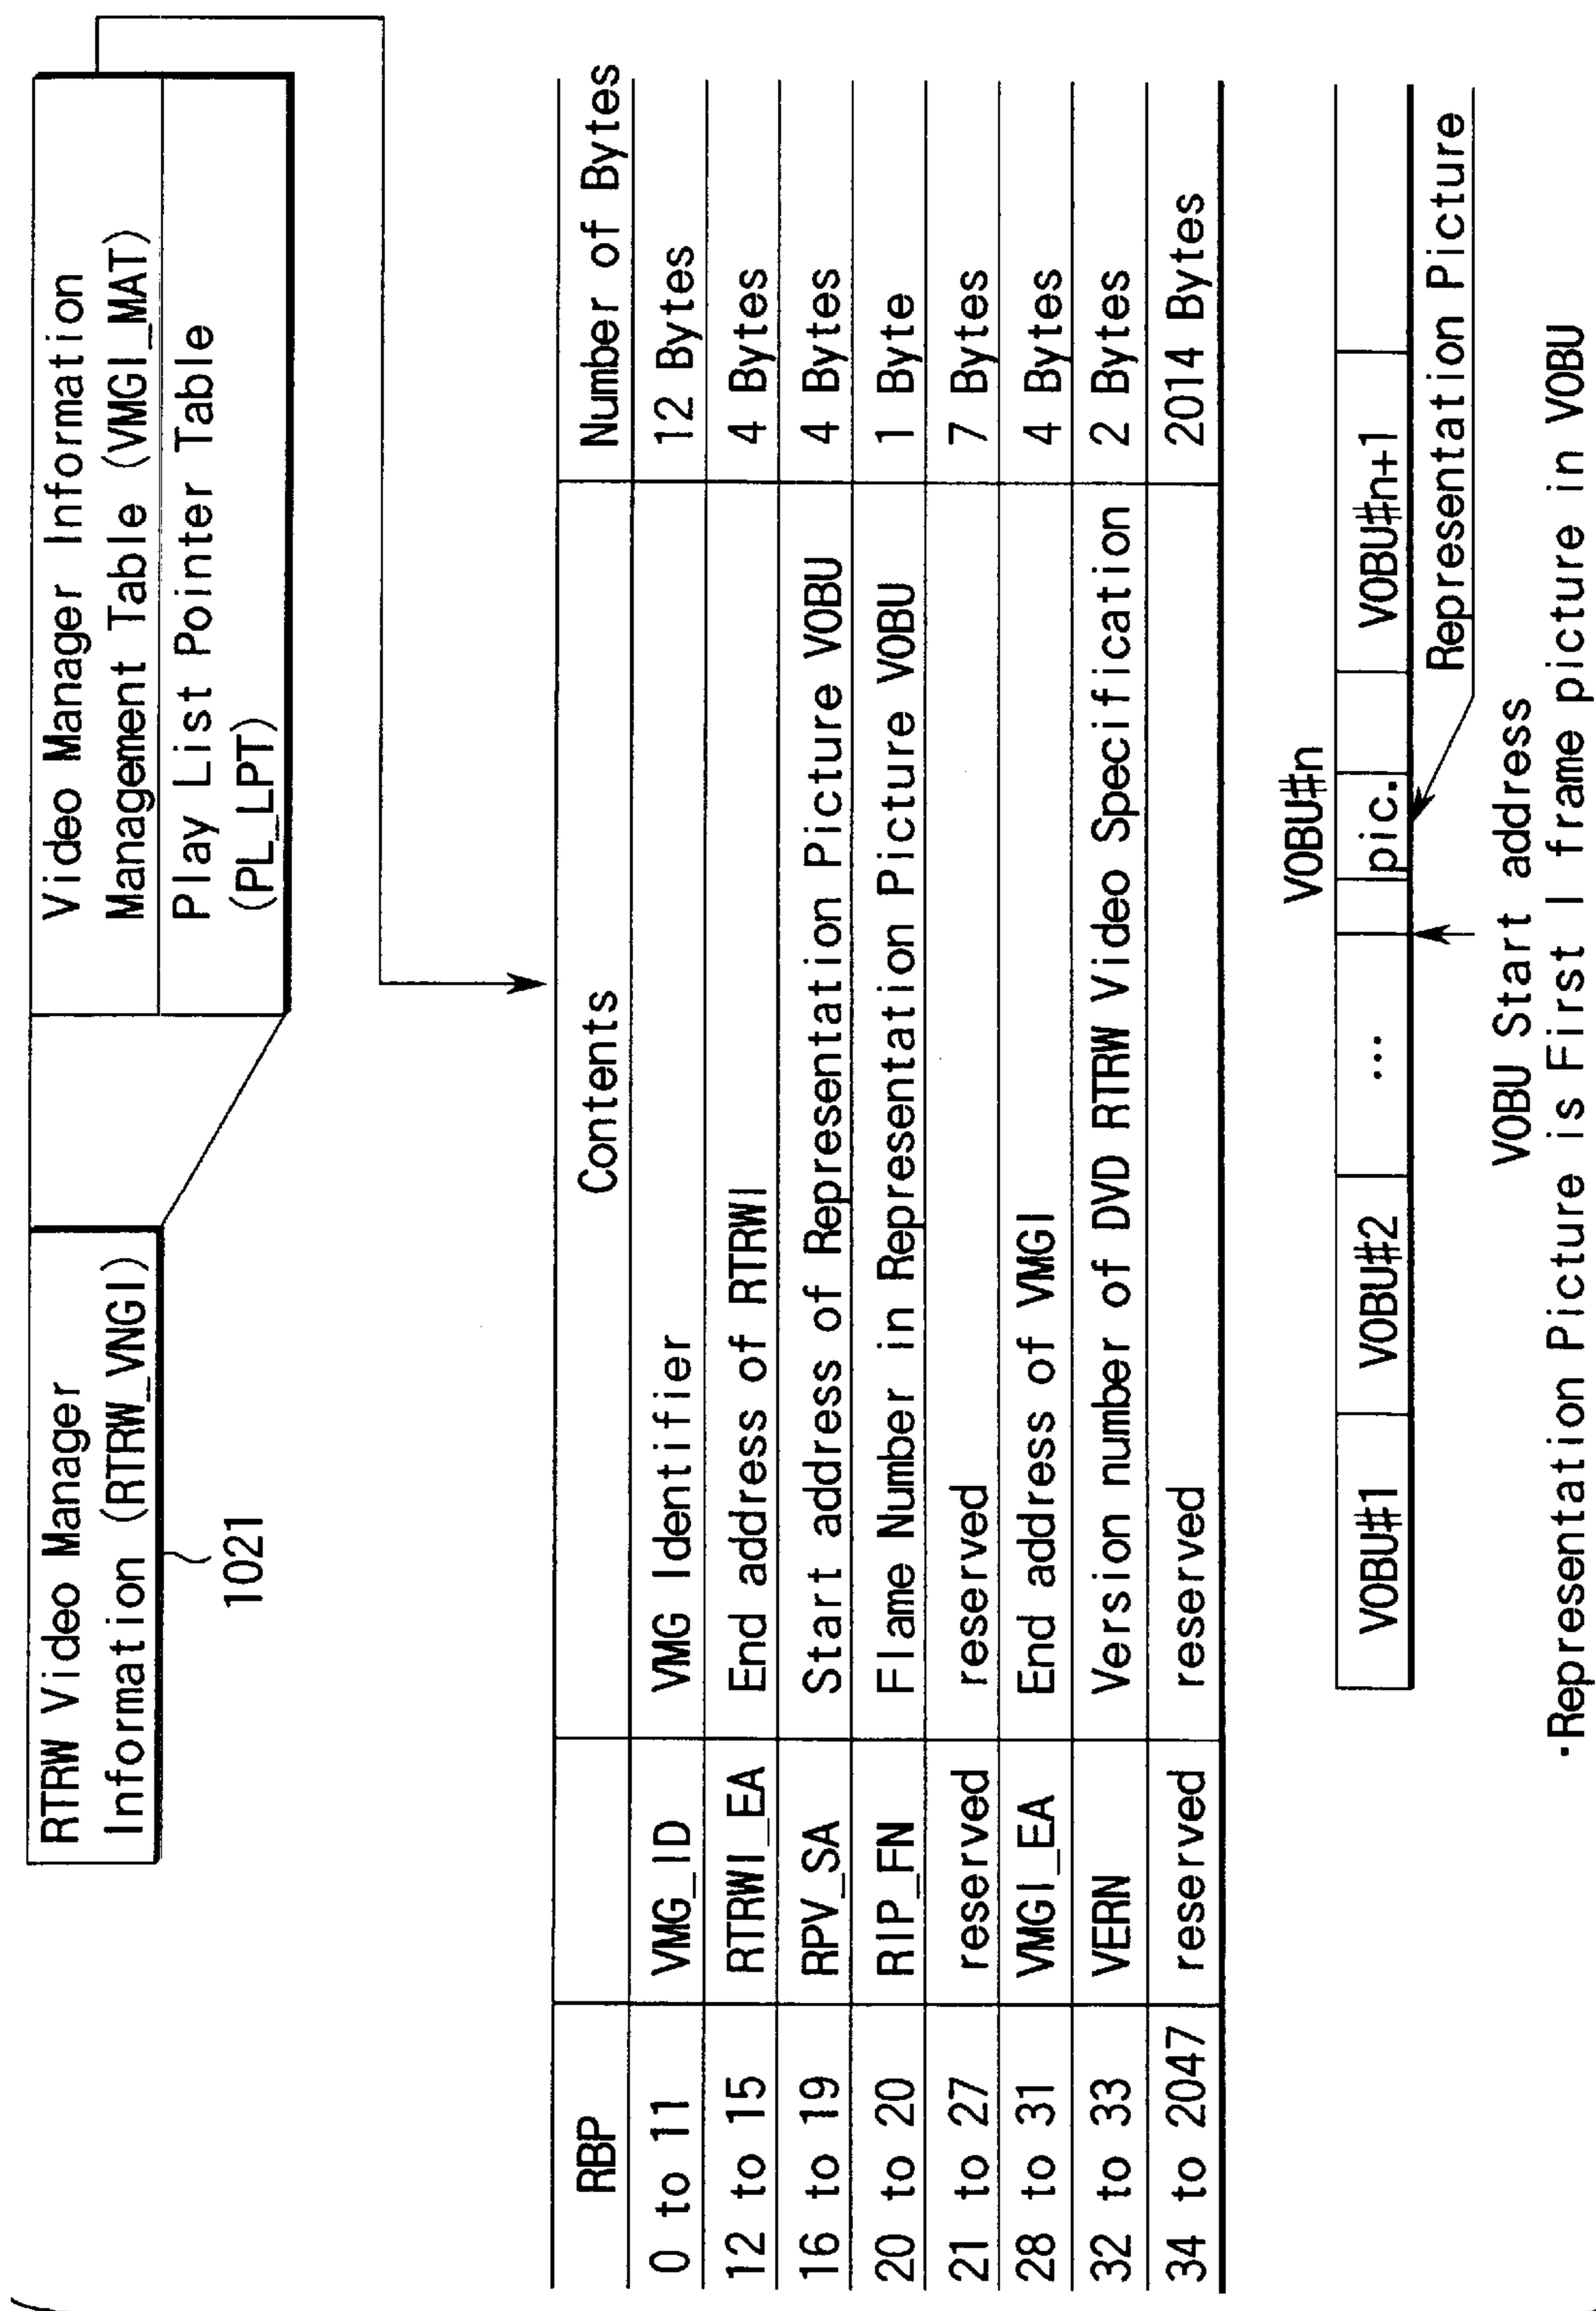 RTRW Video Manager
Information (RTRW_VNGI)
1021
Video Manager Information
Management Table (VMGI_MAT)
Play List Pointer Table
(PL_LPT)
RBP Contents Number of Bytes
0 to 11 VMG_ID VMG Identifier 12 Bytes
12 to 15 RTRWI_EA End address of RTRWI 4 Bytes
16 to 19 RPV_SA Start address of Representation Picture VOBU 4 Bytes
20 to 20 RIP_FN Flame Number in Representation Picture VOBU 1 Byte
21 to 27 reserved reserved 7 Bytes
28 to 31 VMGI_EA End address of VMGI 4 Bytes
32 to 33 VERN Version number of DVD RTRW Video Specification 2 Bytes
34 to 2047 reserved reserved 2014 Bytes
VOBU#n
VOBU#1 VOBU#2 ... pic. VOBU#n+1
Representation Picture
VOBU Start address
·Representation Picture is First I frame picture in VOBU